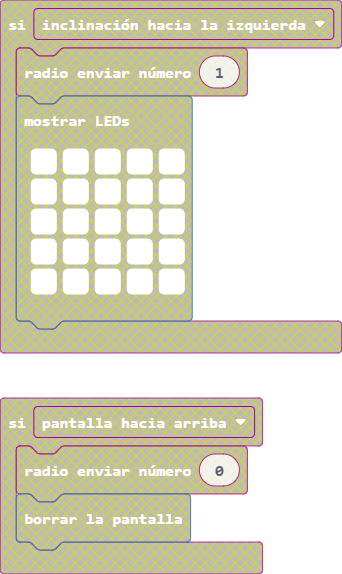 si inclinación hacia la izquierda
radio enviar número 1
mostrar LEDs
si pantalla hacia arriba
radio enviar número 0
borrar la pantalla